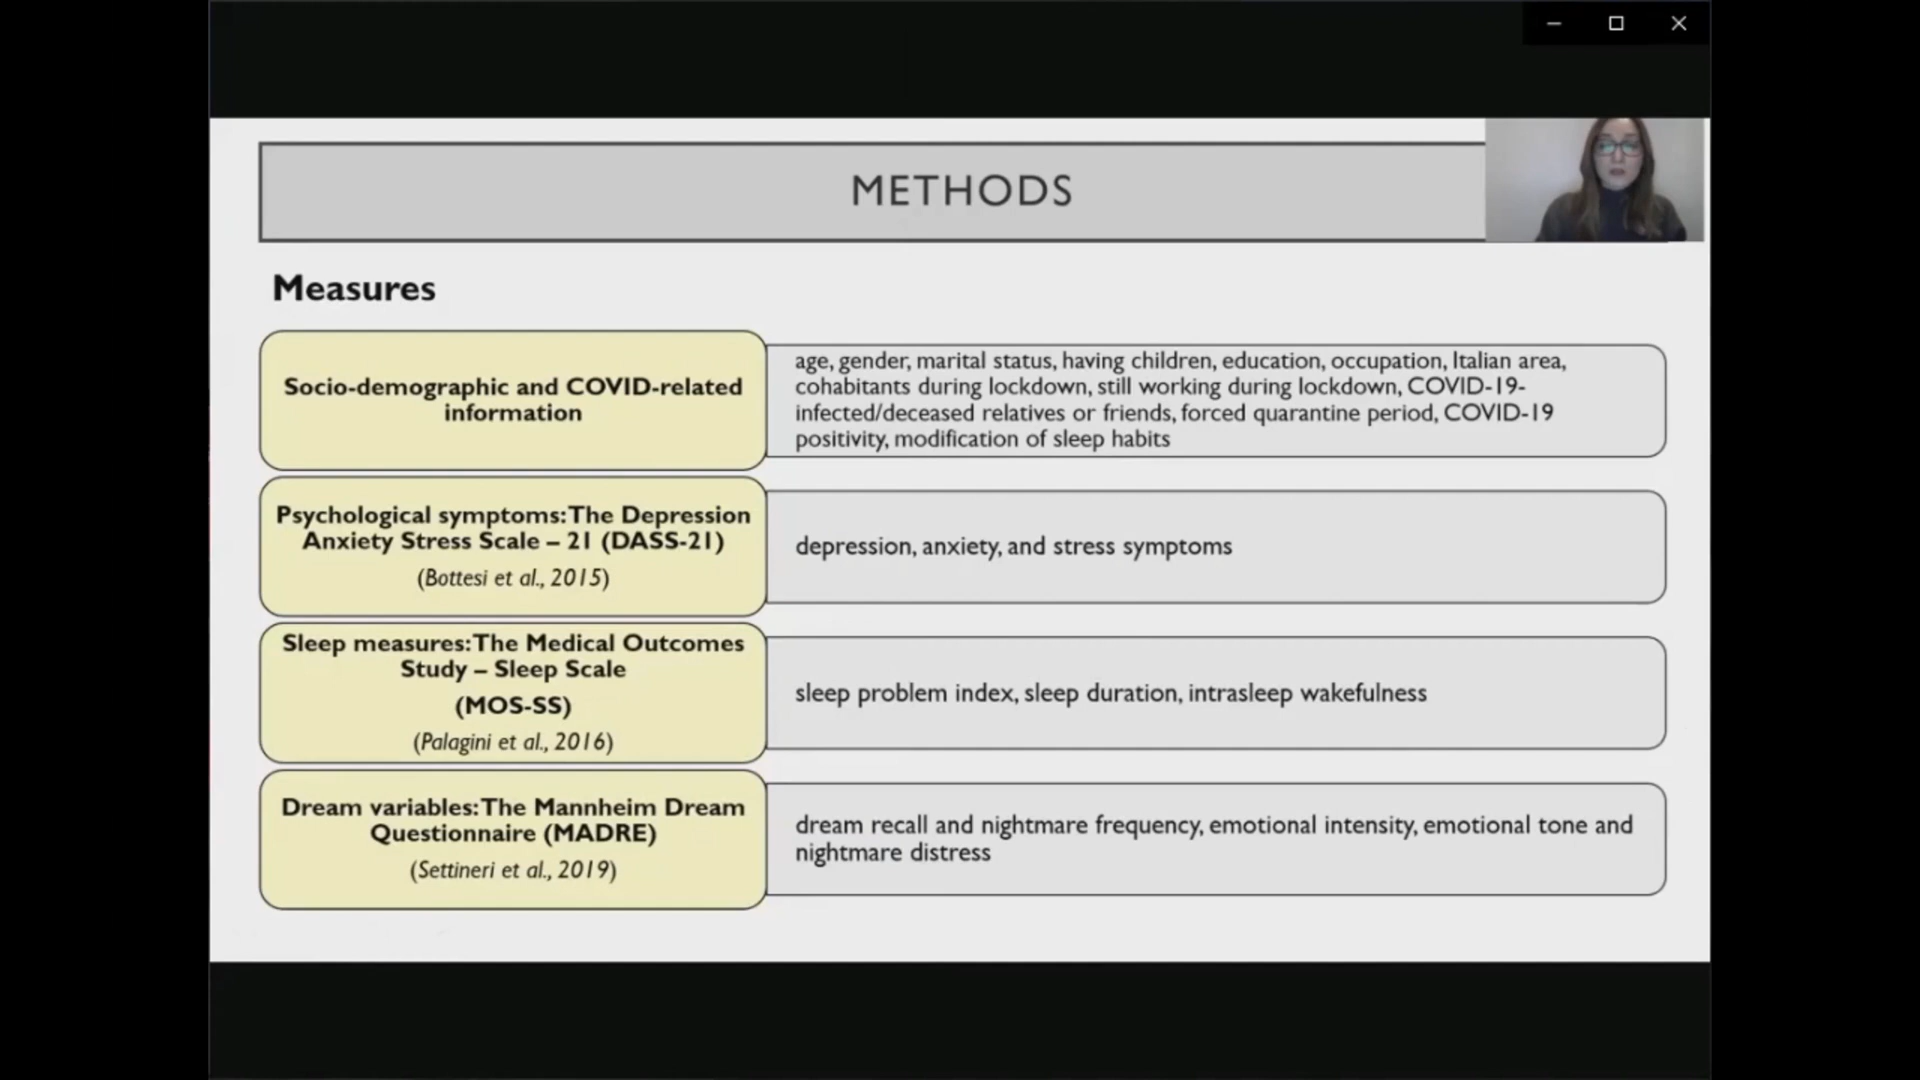 METHODS
Measures
Socio-demographic and COVID-related
information
age, gender, marital status, having children, education, occupation, Italian area,
cohabitants during lockdown, still working during lockdown, COVID-19-
infected/deceased relatives or friends, forced quarantine period, COVID-19
positivity, modification of sleep habits
Psychological symptoms: The Depression
Anxiety Stress Scale – 21 (DASS-21)
(Bottesi et al., 2015)
depression, anxiety, and stress symptoms
Sleep measures: The Medical Outcomes
Study – Sleep Scale
(MOS-SS)
(Palagini et al., 2016)
sleep problem index, sleep duration, intrasleep wakefulness
Dream variables: The Mannheim Dream
Questionnaire (MADRE)
(Settineri et al., 2019)
dream recall and nightmare frequency, emotional intensity, emotional tone and
nightmare distress